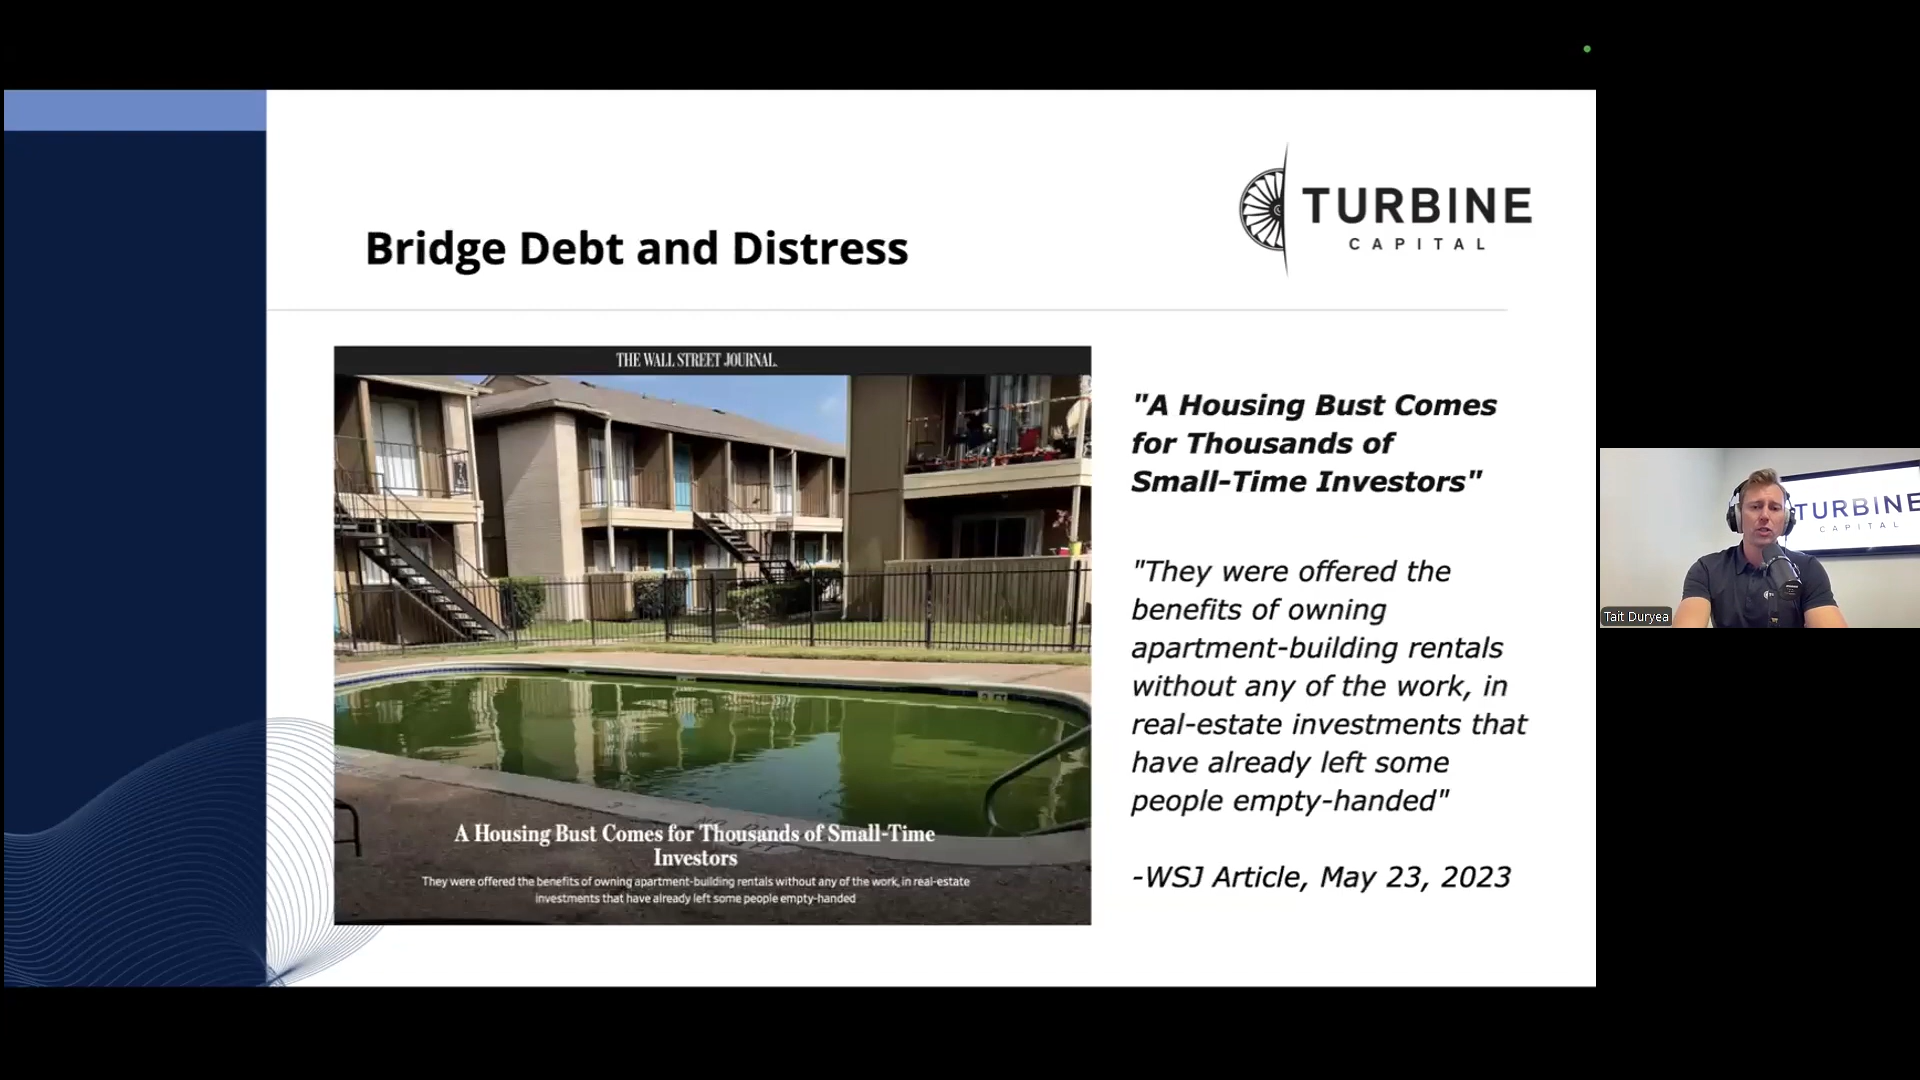 TURBINE
CAPITAL
Bridge Debt and Distress
THE WALL STREET JOURNAL.
A Housing Bust Comes for Thousands of Small-Time
Investors
They were offered the benefits of owning apartment-building rentals without any of the work, in real-estate
investments that have already left some people empty-handed
"A Housing Bust Comes
for Thousands of
Small-Time Investors"
"They were offered the
benefits of owning
apartment-building rentals
without any of the work, in
real-estate investments that
have already left some
people empty-handed"
-WSJ Article, May 23, 2023
TURBINE
CAPITAL
Tait Duryea